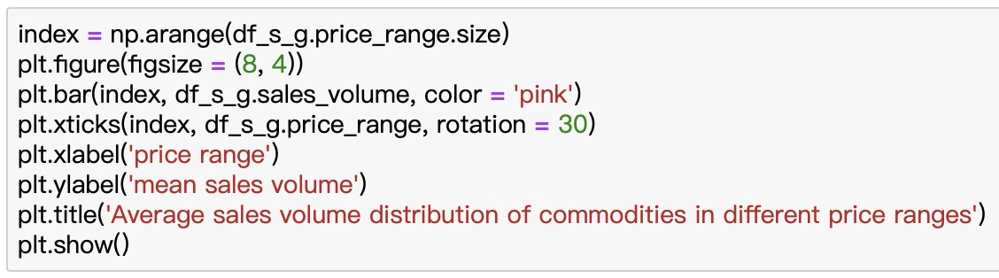 index = np.arange(df_s_g.price_range.size)
plt.figure(figsize = (8, 4))
plt.bar(index, df_s_g.sales_volume, color = 'pink')
plt.xticks(index, df_s_g.price_range, rotation = 30)
plt.xlabel('price range')
plt.ylabel('mean sales volume')
plt.title('Average sales volume distribution of commodities in different price ranges')
plt.show()